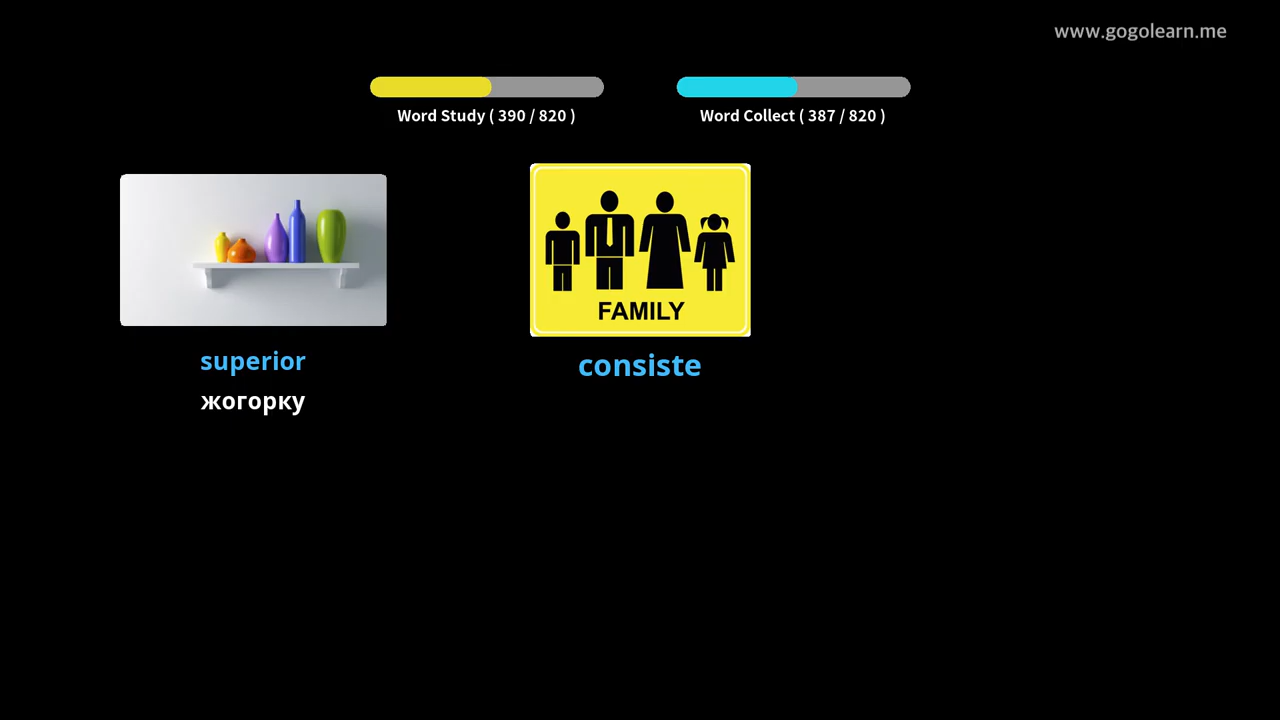 www.gogolearn.me
Word Study ( 390 / 820 )
Word Collect ( 387 / 820 )
FAMILY
superior
consiste
жогорку